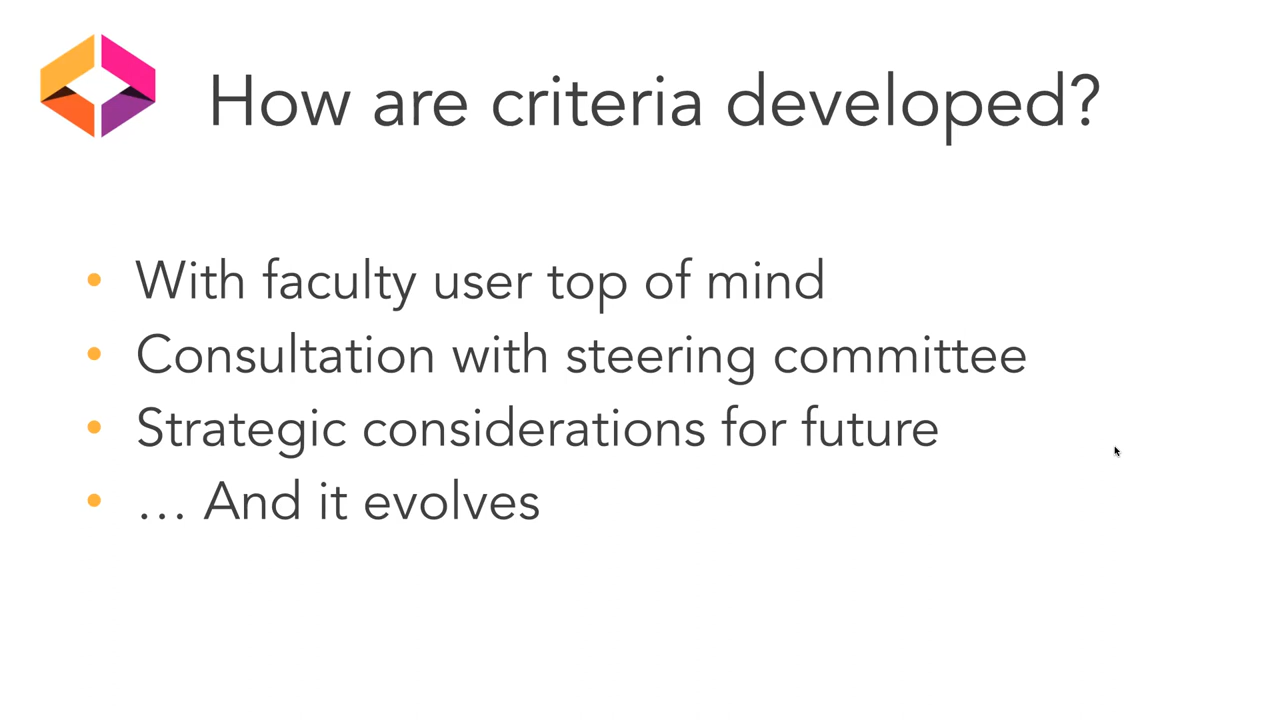 How are criteria developed?
• With faculty user top of mind
• Consultation with steering committee
• Strategic considerations for future
• … And it evolves